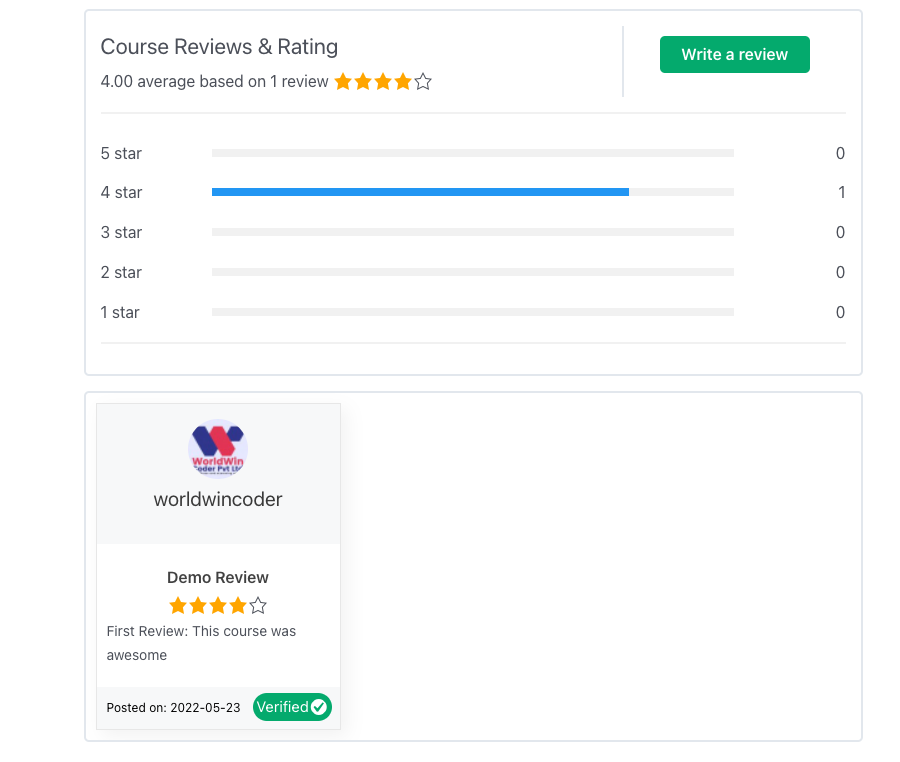 Course Reviews & Rating
Write a review
4.00 average based on 1 review
5 star 0
4 star 1
3 star 0
2 star 0
1 star 0
WorldWin
Coder Pvt Ltd
worldwincoder
Demo Review
First Review: This course was
awesome
Posted on: 2022-05-23 Verified